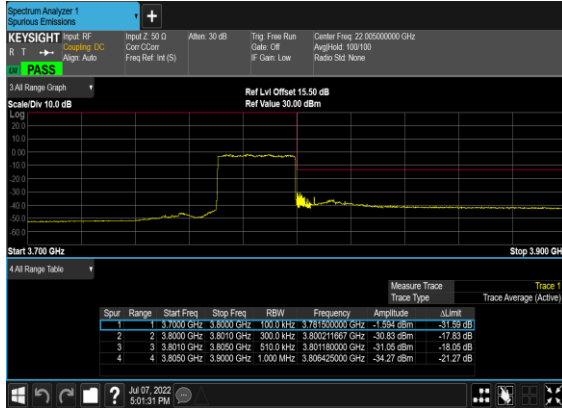 Spectrum Analyzer 1
Spurious Emissions
+
KEYSIGHT Input: RF Input Z: 50 Ω Atten: 30 dB Trig: Free Run Center Freq: 22.005000000 GHz
R T Coupling: DC Corr CCorr Gate: Off Avg|Hold: 100/100
Align: Auto Freq Ref: Int (S) IF Gain: Low Radio Std: None
PASS
3 All Range Graph
Ref Lvl Offset 15.50 dB
Scale/Div 10.0 dB Ref Value 30.00 dBm
Log
20.0
10.0
0.00
-10.0
-20.0
-30.0
-40.0
-50.0
-60.0
Start 3.700 GHz Stop 3.900 GH
4 All Range Table
Measure Trace Trace 1
Trace Type Trace Average (Active)
Spur Range Start Freq Stop Freq RBW Frequency Amplitude ΔLimit
1 1 3.7000 GHz 3.8000 GHz 100.0 kHz 3.781500000 GHz -1.594 dBm -31.59 dB
2 2 3.8000 GHz 3.8010 GHz 300.0 kHz 3.800211667 GHz -30.83 dBm -17.83 dB
3 3 3.8010 GHz 3.8050 GHz 510.0 kHz 3.801180000 GHz -31.05 dBm -18.05 dB
4 4 3.8050 GHz 3.9000 GHz 1.000 MHz 3.806425000 GHz -34.27 dBm -21.27 dB
? Jul 07, 2022
5:01:31 PM